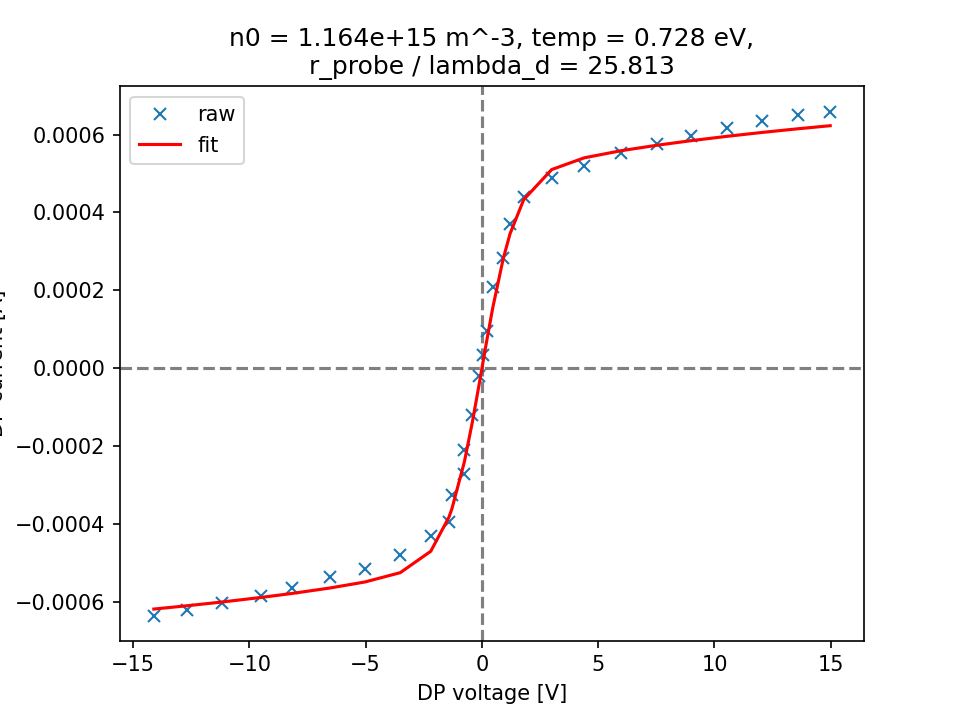 n0 = 1.164e+15 m^-3, temp = 0.728 eV,
r_probe / lambda_d = 25.813
raw
fit
0.0006
0.0004
0.0002
0.0000
−0.0002
−0.0004
−0.0006
−15
−10
−5
0
5
10
15
DP voltage [V]